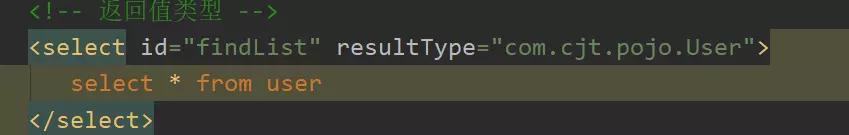 <!-- 返回值类型 -->
<select id="findList" resultType="com.cjt.pojo.User">
select * from user
</select>